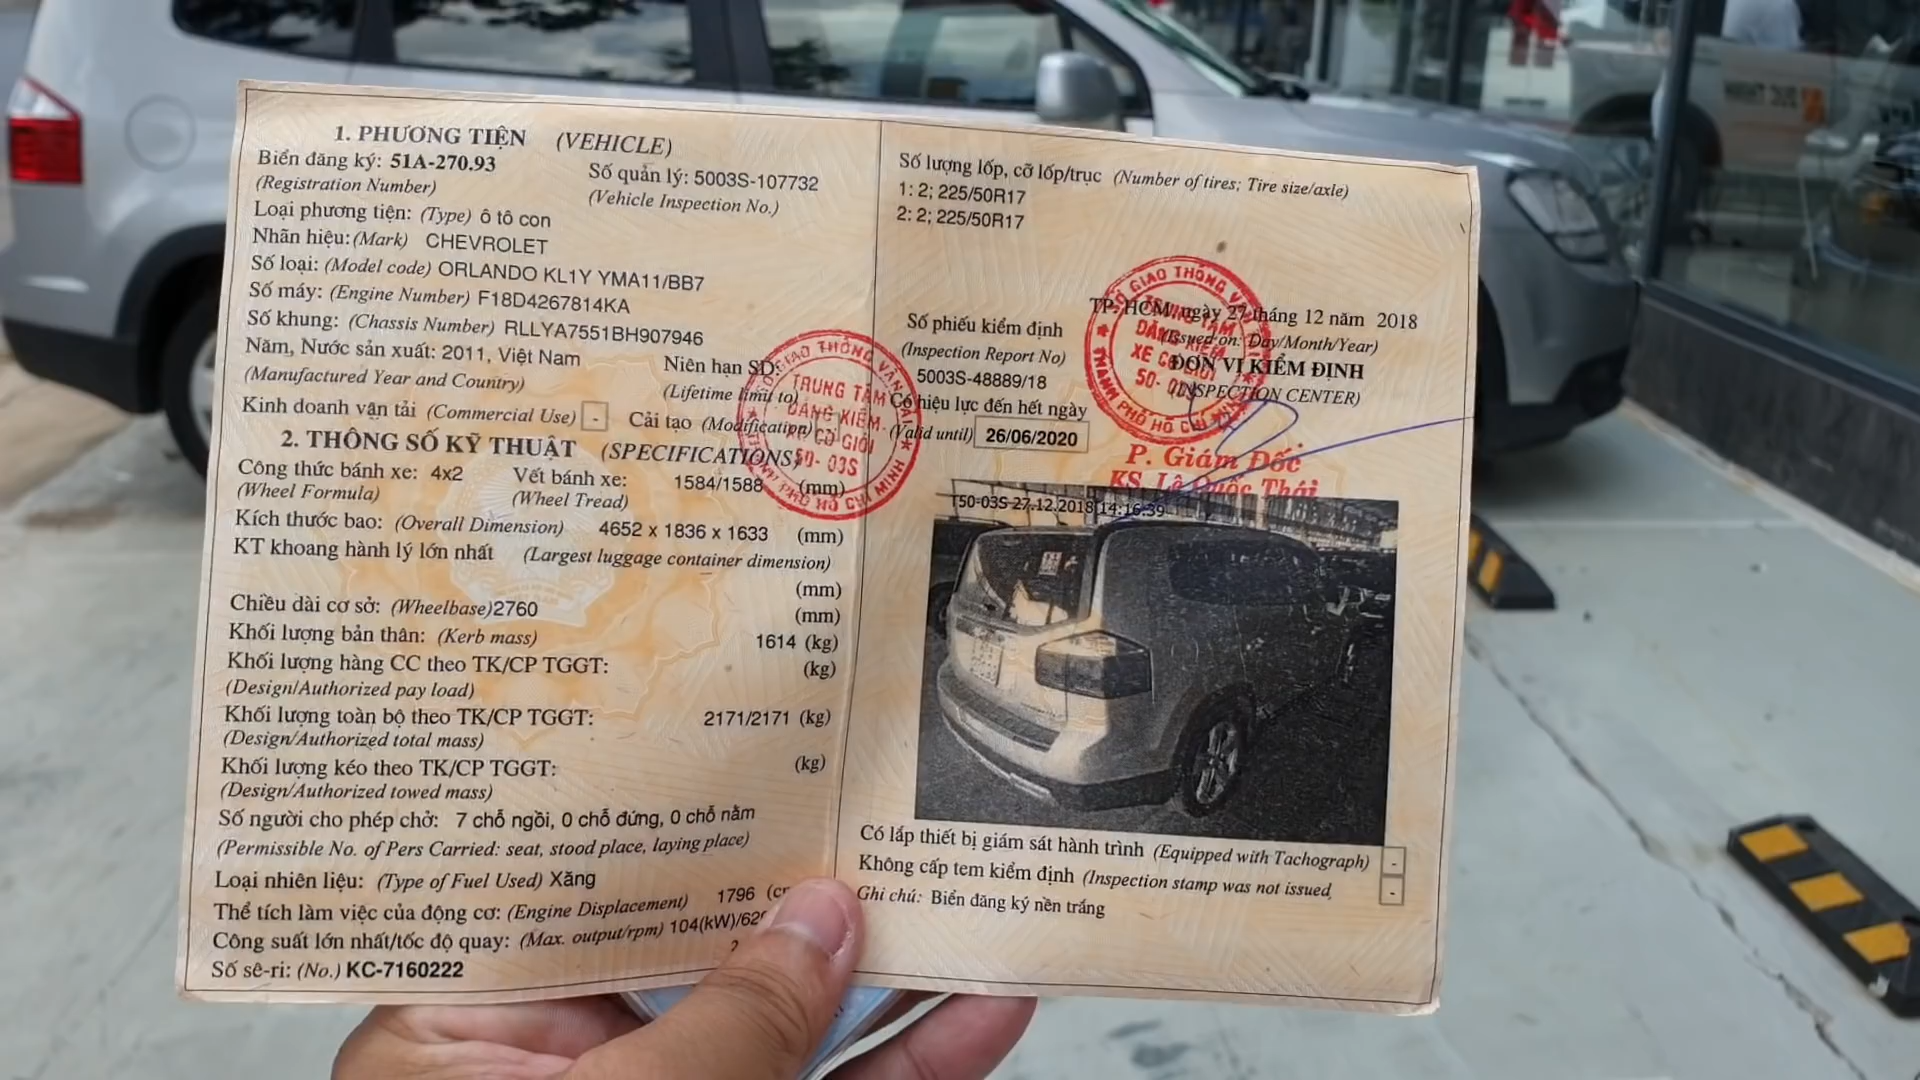 1. PHƯƠNG TIỆN (VEHICLE)
Biển đăng ký: 51A-270.93
(Registration Number)
Số quản lý: 5003S-107732
(Vehicle Inspection No.)
Loại phương tiện: (Type) ô tô con
Nhãn hiệu: (Mark) CHEVROLET
Số loại: (Model code) ORLANDO KL1Y YMA11/BB7
Số máy: (Engine Number) F18D4267814KA
Số khung: (Chassis Number) RLLYA7551BH907946
Năm, Nước sản xuất: 2011, Việt Nam
(Manufactured Year and Country)
Niên hạn SD:
(Lifetime limit to)
Kinh doanh vận tải (Commercial Use) - Cải tạo (Modification)
2. THÔNG SỐ KỸ THUẬT (SPECIFICATIONS)
Công thức bánh xe: 4x2 Vết bánh xe: 1584/1588 (mm)
(Wheel Formula) (Wheel Tread)
Kích thước bao: (Overall Dimension) 4652 x 1836 x 1633 (mm)
KT khoang hành lý lớn nhất (Largest luggage container dimension)
(mm)
Chiều dài cơ sở: (Wheelbase) 2760 (mm)
Khối lượng bản thân: (Kerb mass) 1614 (kg)
Khối lượng hàng CC theo TK/CP TGGT: (kg)
(Design/Authorized pay load)
Khối lượng toàn bộ theo TK/CP TGGT: 2171/2171 (kg)
(Design/Authorized total mass)
Khối lượng kéo theo TK/CP TGGT: (kg)
(Design/Authorized towed mass)
Số người cho phép chở: 7 chỗ ngồi, 0 chỗ đứng, 0 chỗ nằm
(Permissible No. of Pers Carried: seat, stood place, laying place)
Loại nhiên liệu: (Type of Fuel Used) Xăng
Thể tích làm việc của động cơ: (Engine Displacement) 1796
Công suất lớn nhất/tốc độ quay: (Max. output/rpm) 104(kW)/
Số sê-ri: (No.) KC-7160222
Số lượng lốp, cỡ lốp/trục (Number of tires; Tire size/axle)
1: 2; 225/50R17
2: 2; 225/50R17
TP. HCM, ngày 27 tháng 12 năm 2018
(Issued on: Day/Month/Year)
ĐƠN VỊ KIỂM ĐỊNH
(INSPECTION CENTER)
Số phiếu kiểm định
(Inspection Report No)
5003S-48889/18
Có hiệu lực đến hết ngày
(Valid until) 26/06/2020
TRUNG TÂM
ĐĂNG KIỂM
XE CƠ GIỚI
50- 03S
THÀNH PHỐ HỒ CHÍ MINH
P. Giám Đốc
KS. Lê Quốc Thái
50-03S 27.12.2018 14:16:39
Có lắp thiết bị giám sát hành trình (Equipped with Tachograph) -
Không cấp tem kiểm định (Inspection stamp was not issued, -
Ghi chú: Biển đăng ký nền trắng